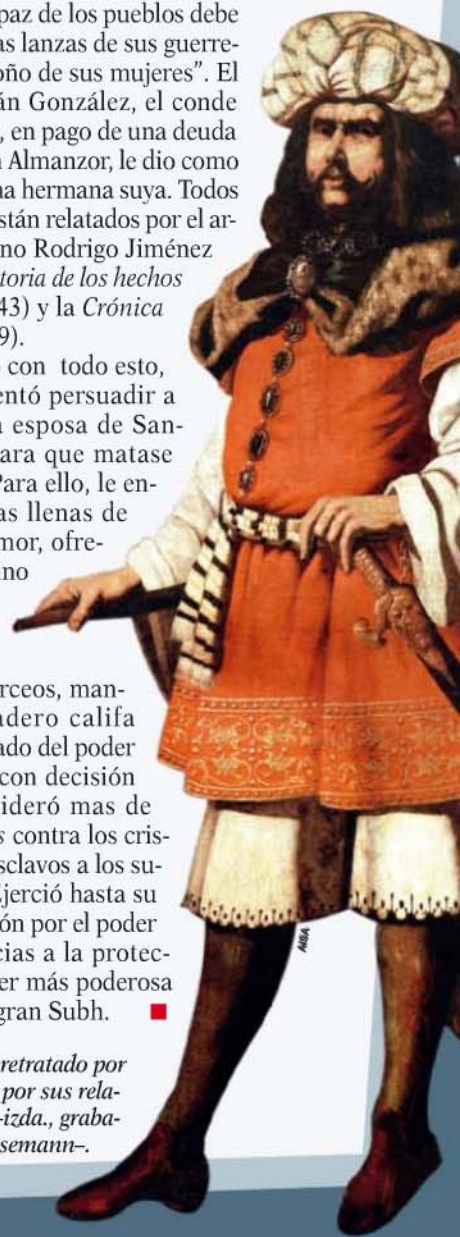 paz de los pueblos debe
as lanzas de sus guerre-
oño de sus mujeres”. El
án González, el conde
, en pago de una deuda
Almanzor, le dio como
na hermana suya. Todos
stán relatados por el ar-
no Rodrigo Jiménez
toria de los hechos
43) y la Crónica
9).
con todo esto,
entó persuadir a
a esposa de San-
ara que matase
Para ello, le en-
as llenas de
mor, ofre-
no
rceos, man-
adero califa
ado del poder
con decisión
ideró mas de
s contra los cris-
sclavos a los su-
Ejerció hasta su
ón por el poder
cias a la protec-
er más poderosa
gran Subh.
retratado por
por sus rela-
-izda., graba-
semann–.
AISA